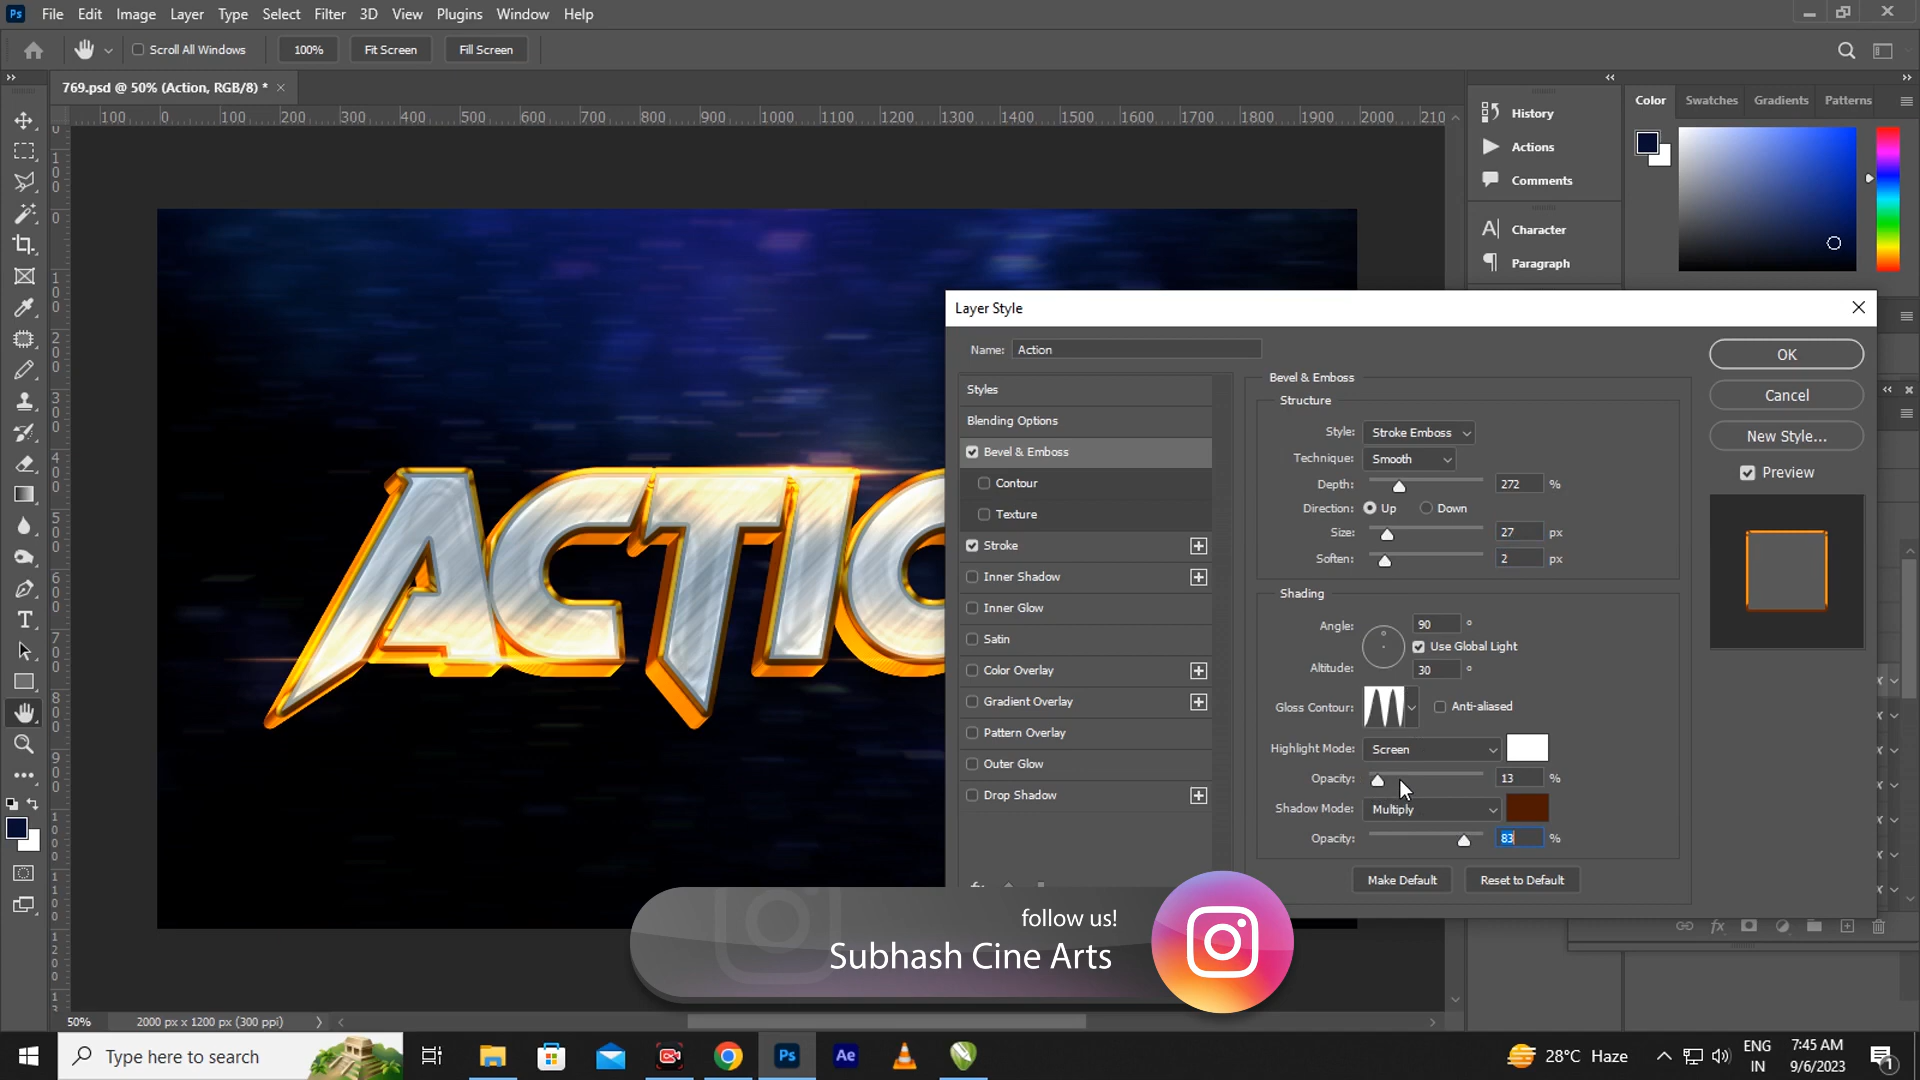 Ps File Edit Image Layer Type Select Filter 3D View Plugins Window Help
Scroll All Windows 100% Fit Screen Fill Screen
769.psd @ 50% (Action, RGB/8) *
100 0 100 200 300 400 500 600 700 800 900 1000 1100 1200 1300 1400 1500 1600 1700 1800 1900 2000 210
History
Actions
Comments
Character
Paragraph
Color Swatches Gradients Patterns
ACTIO
Layer Style
Name: Action
Styles
Blending Options
Bevel & Emboss
Contour
Texture
Stroke
Inner Shadow
Inner Glow
Satin
Color Overlay
Gradient Overlay
Pattern Overlay
Outer Glow
Drop Shadow
Bevel & Emboss
Structure
Style: Stroke Emboss
Technique: Smooth
Depth: 272 %
Direction: Up Down
Size: 27 px
Soften: 2 px
Shading
Angle: 90 °
Use Global Light
Altitude: 30 °
Gloss Contour: Anti-aliased
Highlight Mode: Screen
Opacity: 13 %
Shadow Mode: Multiply
Opacity: 83 %
Make Default Reset to Default
OK
Cancel
New Style...
Preview
follow us!
Subhash Cine Arts
50% 2000 px x 1200 px (300 ppi)
Type here to search
Ps Ae
28°C Haze
ENG
IN
7:45 AM
9/6/2023
1